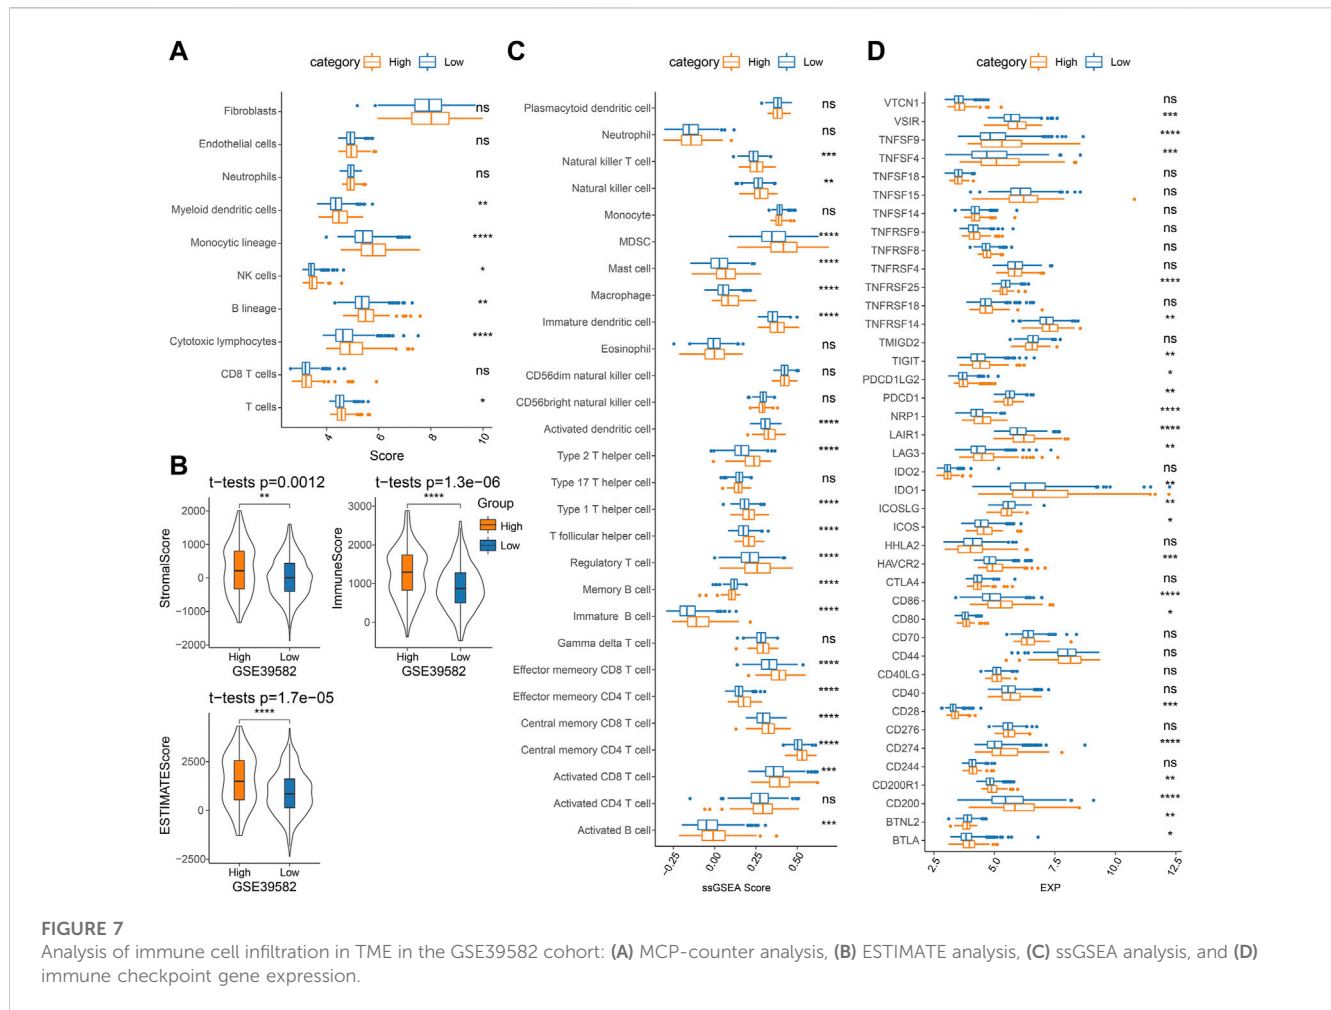 A
category High Low
Fibroblasts ns
Endothelial cells ns
Neutrophils ns
Myeloid dendritic cells **
Monocytic lineage ****
NK cells *
B lineage **
Cytotoxic lymphocytes ****
CD8 T cells ns
T cells *
4 6 8 10
Score
B
t-tests p=0.0012
**
StromalScore
2000
1000
0
-1000
-2000
High Low
GSE39582
t-tests p=1.3e-06
****
ImmuneScore
3000
2000
1000
0
High Low
GSE39582
Group
High
Low
t-tests p=1.7e-05
****
ESTIMATEScore
2500
0
-2500
High Low
GSE39582
C
category High Low
Plasmacytoid dendritic cell ns
Neutrophil ns
Natural killer T cell ***
Natural killer cell **
Monocyte ns
MDSC ****
Mast cell ****
Macrophage ****
Immature dendritic cell ****
Eosinophil ns
CD56dim natural killer cell ns
CD56bright natural killer cell ns
Activated dendritic cell ****
Type 2 T helper cell ****
Type 17 T helper cell ns
Type 1 T helper cell ****
T follicular helper cell ****
Regulatory T cell ****
Memory B cell ****
Immature B cell ****
Gamma delta T cell ns
Effector memeory CD8 T cell ****
Effector memeory CD4 T cell ****
Central memory CD8 T cell ****
Central memory CD4 T cell ****
Activated CD8 T cell ***
Activated CD4 T cell ns
Activated B cell ***
-0.25 0.00 0.25 0.50
ssGSEA Score
D
category High Low
VTCN1 ns
VSIR ***
TNFSF9 ****
TNFSF4 ***
TNFSF18 ns
TNFSF15 ns
TNFSF14 ns
TNFRSF9 ns
TNFRSF8 ns
TNFRSF4 ns
TNFRSF25 ****
TNFRSF18 ns
TNFRSF14 **
TMIGD2 ns
TIGIT **
PDCD1LG2 *
PDCD1 **
NRP1 ****
LAIR1 ****
LAG3 **
IDO2 ns
IDO1 **
ICOSLG **
ICOS *
HHLA2 ns
HAVCR2 ***
CTLA4 ns
CD86 ****
CD80 *
CD70 ns
CD44 ns
CD40LG ns
CD40 ns
CD28 ***
CD276 ns
CD274 ****
CD244 ns
CD200R1 **
CD200 ****
BTNL2 **
BTLA *
2.5 5.0 7.5 10.0 12.5
EXP
FIGURE 7
Analysis of immune cell infiltration in TME in the GSE39582 cohort: (A) MCP-counter analysis, (B) ESTIMATE analysis, (C) ssGSEA analysis, and (D)
immune checkpoint gene expression.